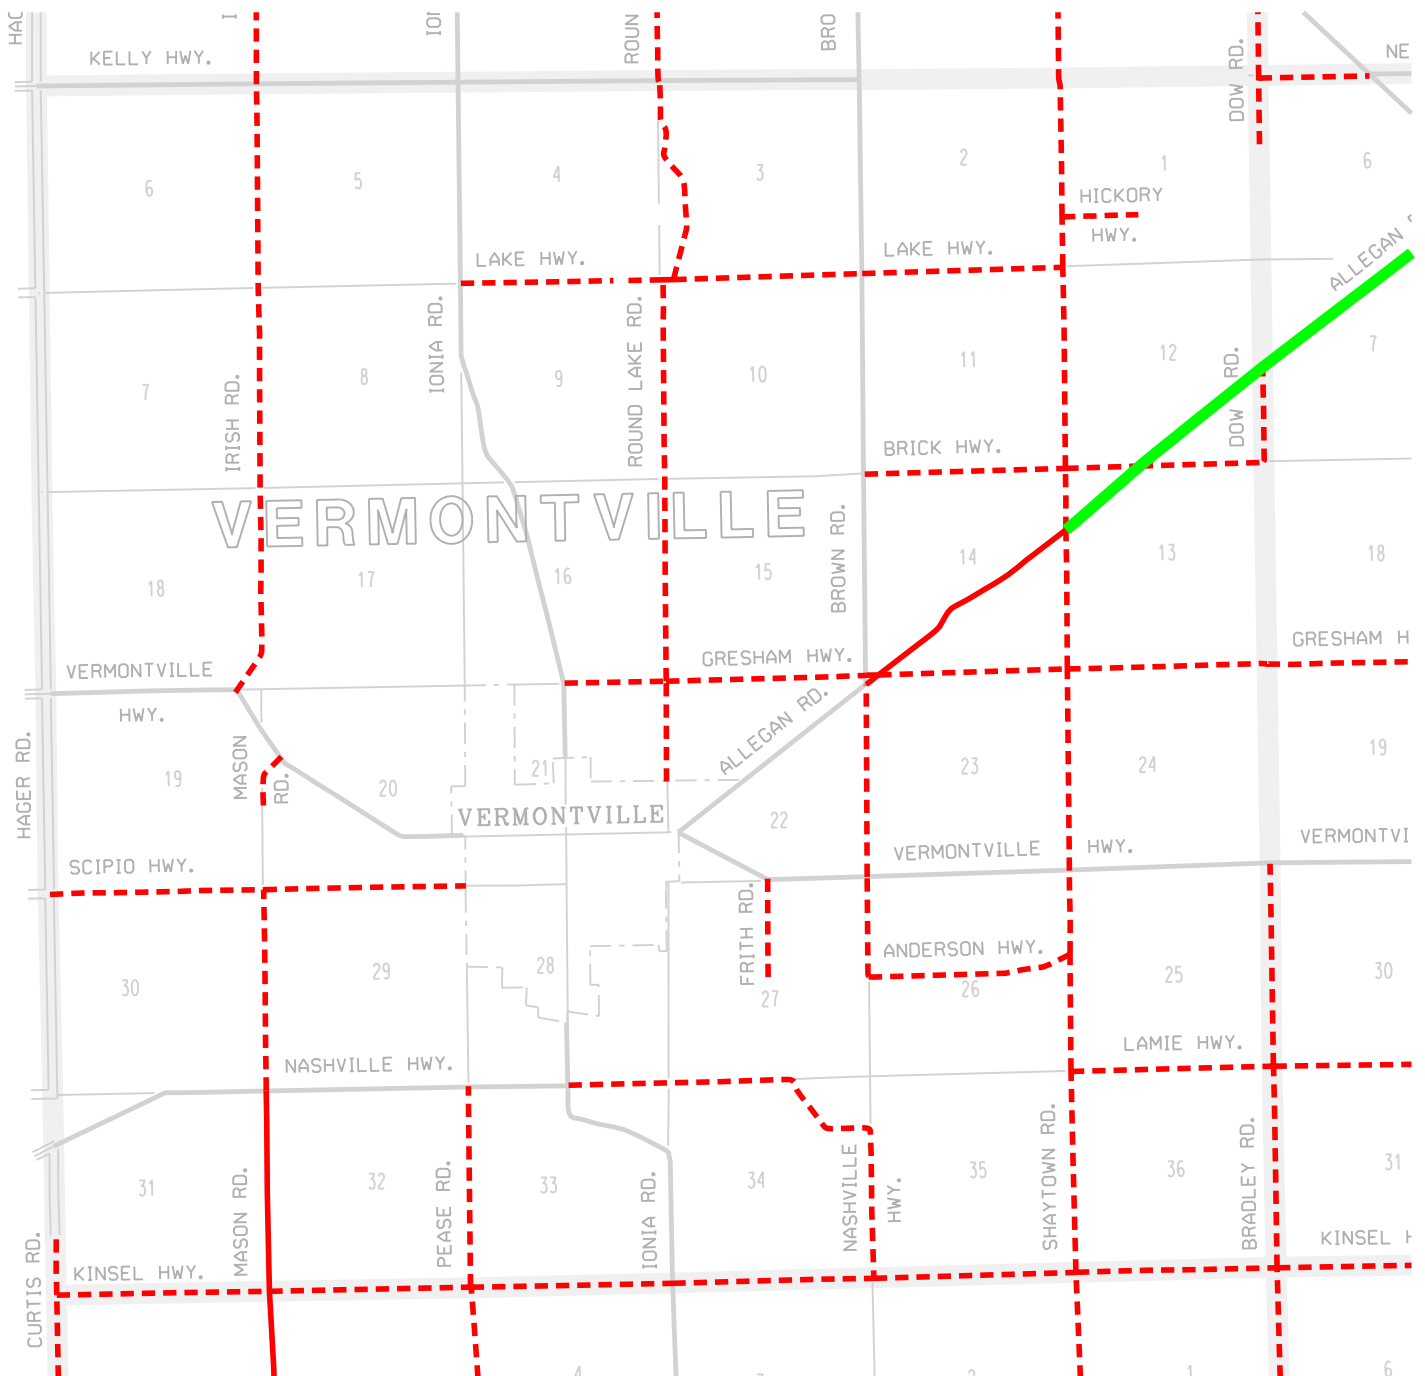 KELLY HWY.
DOW RD.
NE
6
5
4
3
2
1
6
HICKORY
HWY.
LAKE HWY.
LAKE HWY.
ALLEGAN
IRISH RD.
IONIA RD.
ROUND LAKE RD.
DOW RD.
7
8
9
10
11
12
7
BRICK HWY.
VERMONTVILLE
BROWN RD.
18
17
16
15
14
13
18
VERMONTVILLE
HWY.
GRESHAM HWY.
GRESHAM H
ALLEGAN RD.
HAGER RD.
MASON
RD.
19
20
21
22
23
24
19
VERMONTVILLE
VERMONTVILLE HWY.
VERMONTVI
SCIPIO HWY.
FRITH RD.
ANDERSON HWY.
30
29
28
27
26
25
30
NASHVILLE HWY.
LAMIE HWY.
31
32
33
34
35
36
31
MASON RD.
PEASE RD.
IONIA RD.
NASHVILLE
HWY.
SHAYTOWN RD.
BRADLEY RD.
CURTIS RD.
KINSEL HWY.
KINSEL
4
1
6